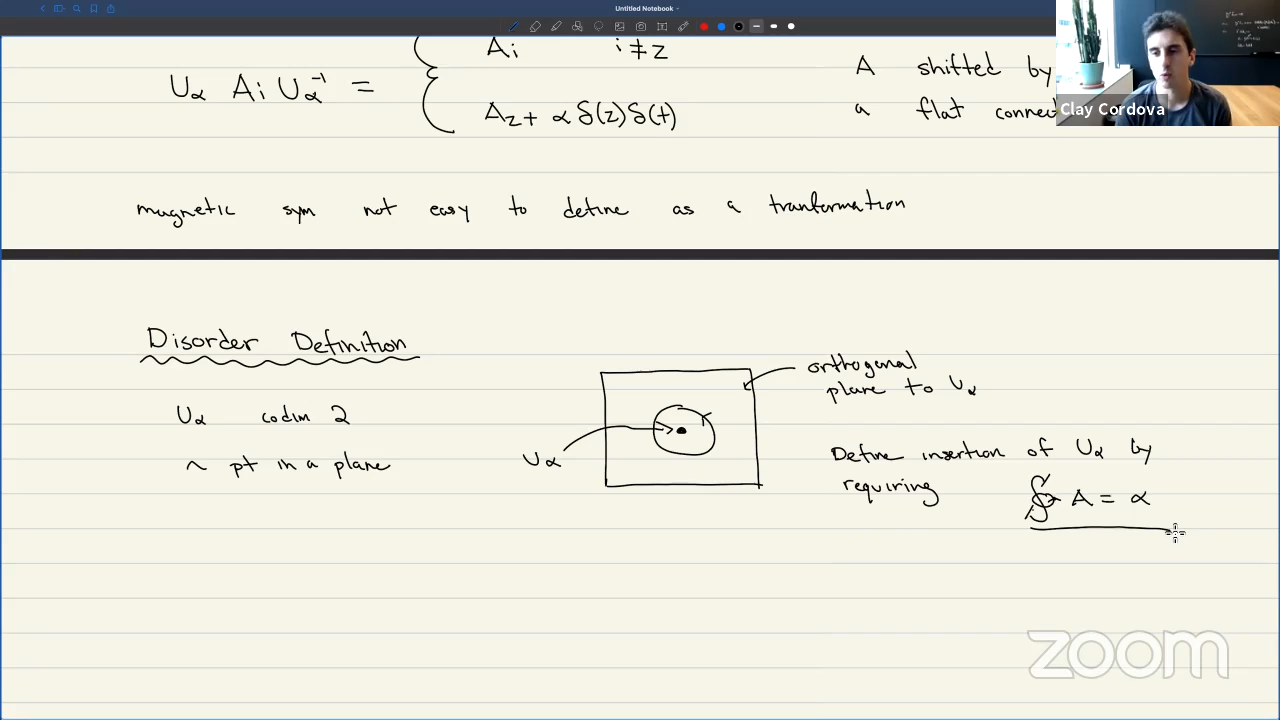 Untitled Notebook
Uα Ai Uα⁻¹ = { Ai i ≠ z
Az + α δ(z) δ(t)
A shifted by
a flat connec
Clay Cordova
magnetic sym not easy to define as a tranformation
Disorder Definition
Uα codim 2
~ pt in a plane
Uα
orthogonal
plane to Uα
Define insertion of Uα by
requiring ∮ A = α
zoom